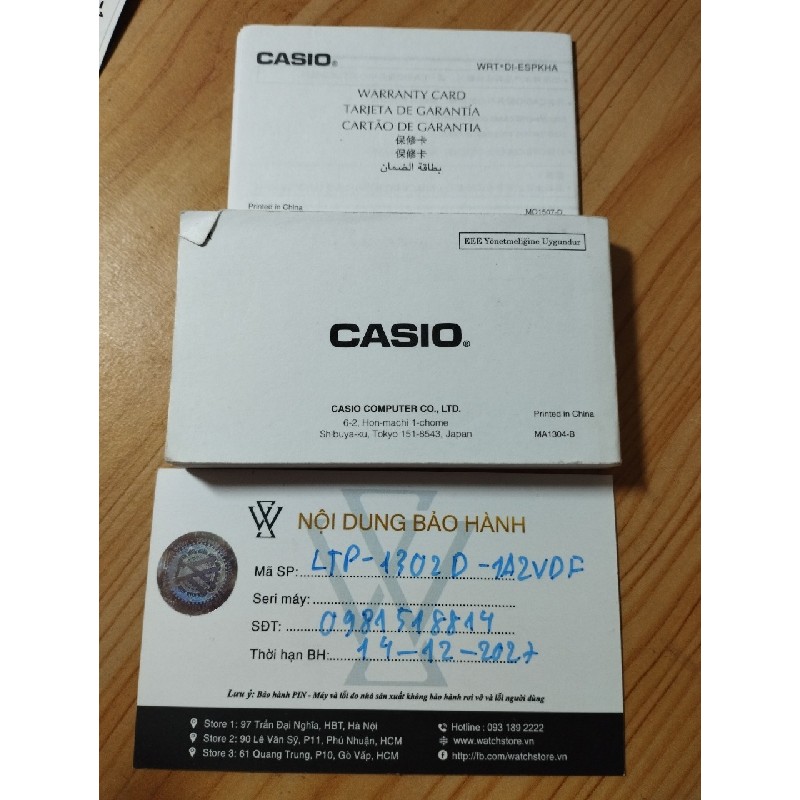 CASIO®
WRT*DI-ESPKHA
WARRANTY CARD
TARJETA DE GARANTÍA
CARTÃO DE GARANTIA
保修卡
保修卡
بطاقة الضمان
Printed in China
EEE Yönetmeliğine Uygundur
CASIO®
CASIO COMPUTER CO., LTD.
6-2, Hon-machi 1-chome
Shibuya-ku, Tokyo 151-8543, Japan
Printed in China
MA1304-B
NỘI DUNG BẢO HÀNH
Mã SP: LTP-1302D-1A2VDF
Seri máy:
SĐT: 0981518814
Thời hạn BH: 14-12-2027
Lưu ý: Bảo hành PIN - Máy và lỗi do nhà sản xuất không bảo hành rơi vỡ và lỗi người dùng
Store 1: 97 Trần Đại Nghĩa, HBT, Hà Nội
Store 2: 90 Lê Văn Sỹ, P11, Phú Nhuận, HCM
Store 3: 61 Quang Trung, P10, Gò Vấp, HCM
Hotline : 093 189 2222
www.watchstore.vn
http://fb.com/watchstore.vn